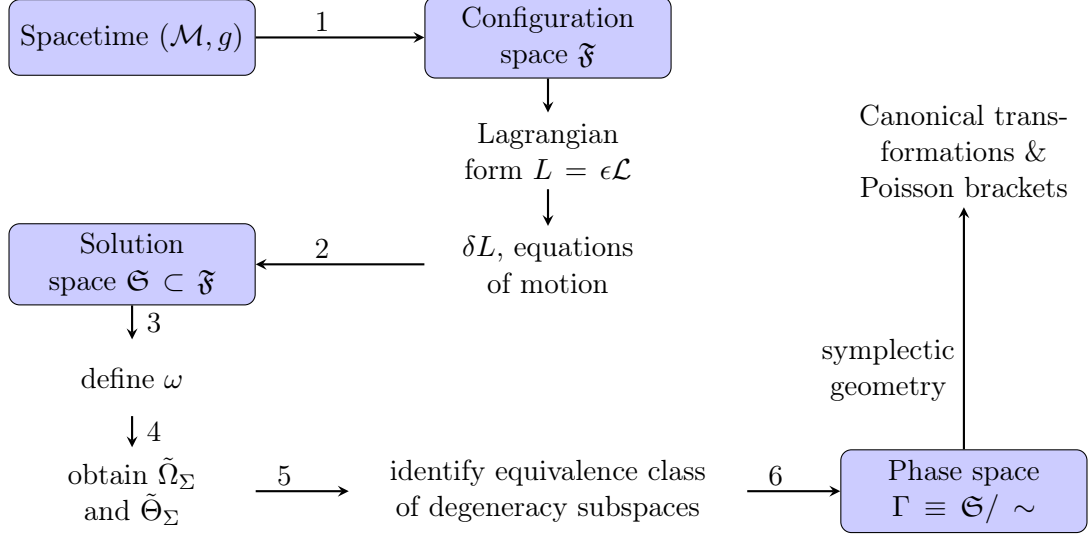 Spacetime (ℳ, g)
1
Configuration
space 𝔉
Lagrangian
form L = ϵℒ
δL, equations
of motion
2
Solution
space 𝔖 ⊂ 𝔉
3
define ω
4
obtain Ω̃_Σ
and Θ̃_Σ
5
identify equivalence class
of degeneracy subspaces
6
Phase space
Γ ≡ 𝔖/ ∼
symplectic
geometry
Canonical trans-
formations &
Poisson brackets